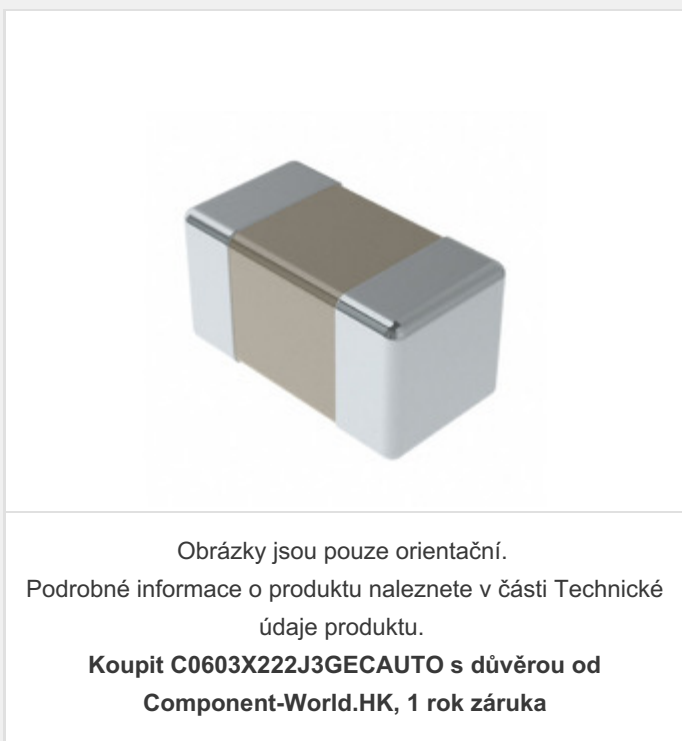 Obrázky jsou pouze orientační.
Podrobné informace o produktu naleznete v části Technické
údaje produktu.
Koupit C0603X222J3GECAUTO s důvěrou od
Component-World.HK, 1 rok záruka